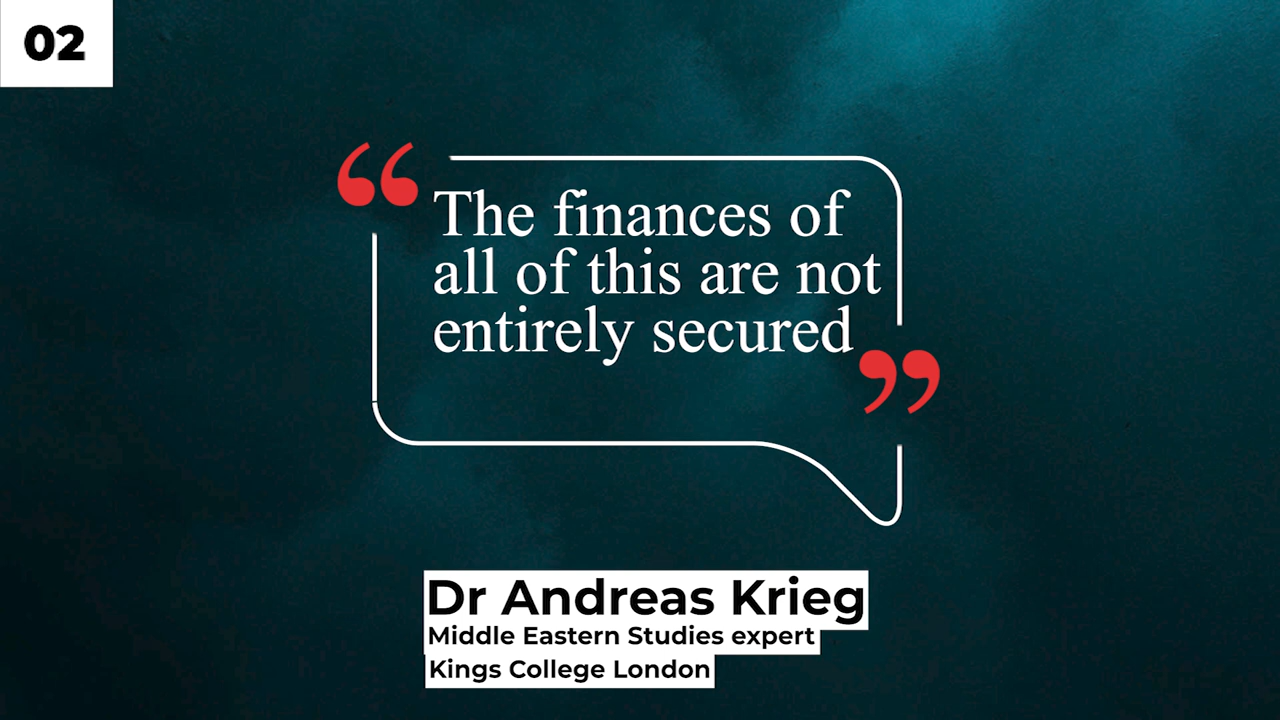 02
“The finances of
all of this are not
entirely secured”
Dr Andreas Krieg
Middle Eastern Studies expert
Kings College London